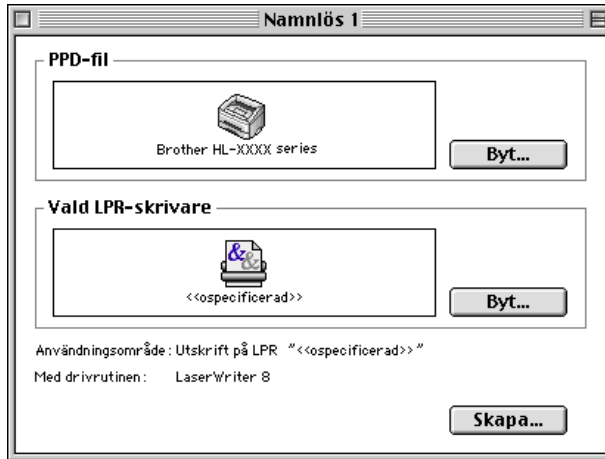 Namnlös 1
PPD-fil
Brother HL-XXXX series
Byt...
Vald LPR-skrivare
&&
<<ospecificerad>>
Byt...
Användningsområde: Utskrift på LPR "<<ospecificerad>>"
Med drivrutinen: LaserWriter 8
Skapa...